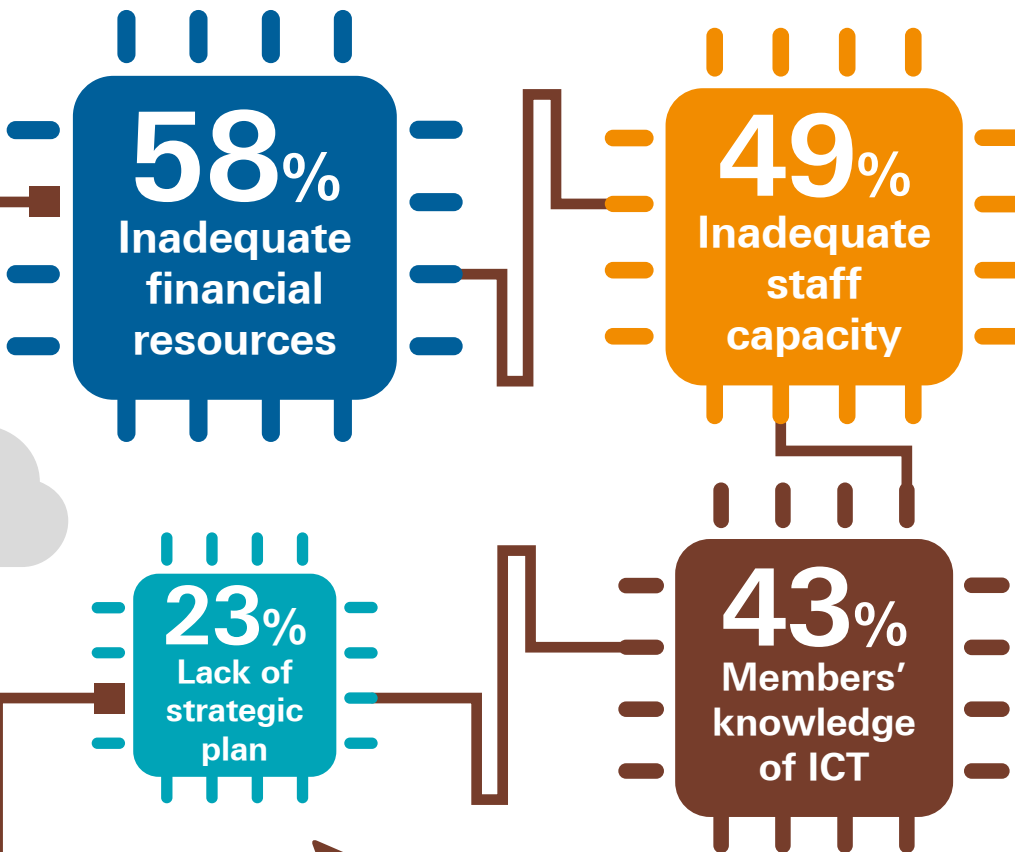 58%
Inadequate
financial
resources
49%
Inadequate
staff
capacity
23%
Lack of
strategic
plan
43%
Members’
knowledge
of ICT